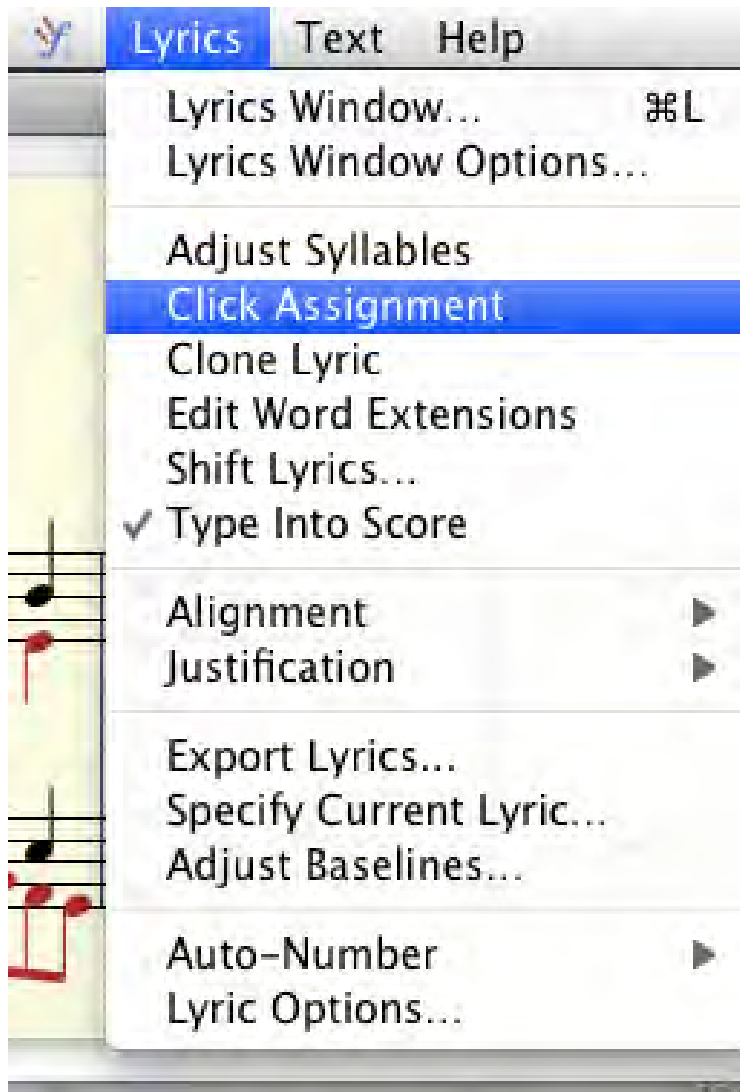 Lyrics Text Help
Lyrics Window... ⌘L
Lyrics Window Options...
Adjust Syllables
Click Assignment
Clone Lyric
Edit Word Extensions
Shift Lyrics...
✓ Type Into Score
Alignment ▶
Justification ▶
Export Lyrics...
Specify Current Lyric...
Adjust Baselines...
Auto-Number ▶
Lyric Options...